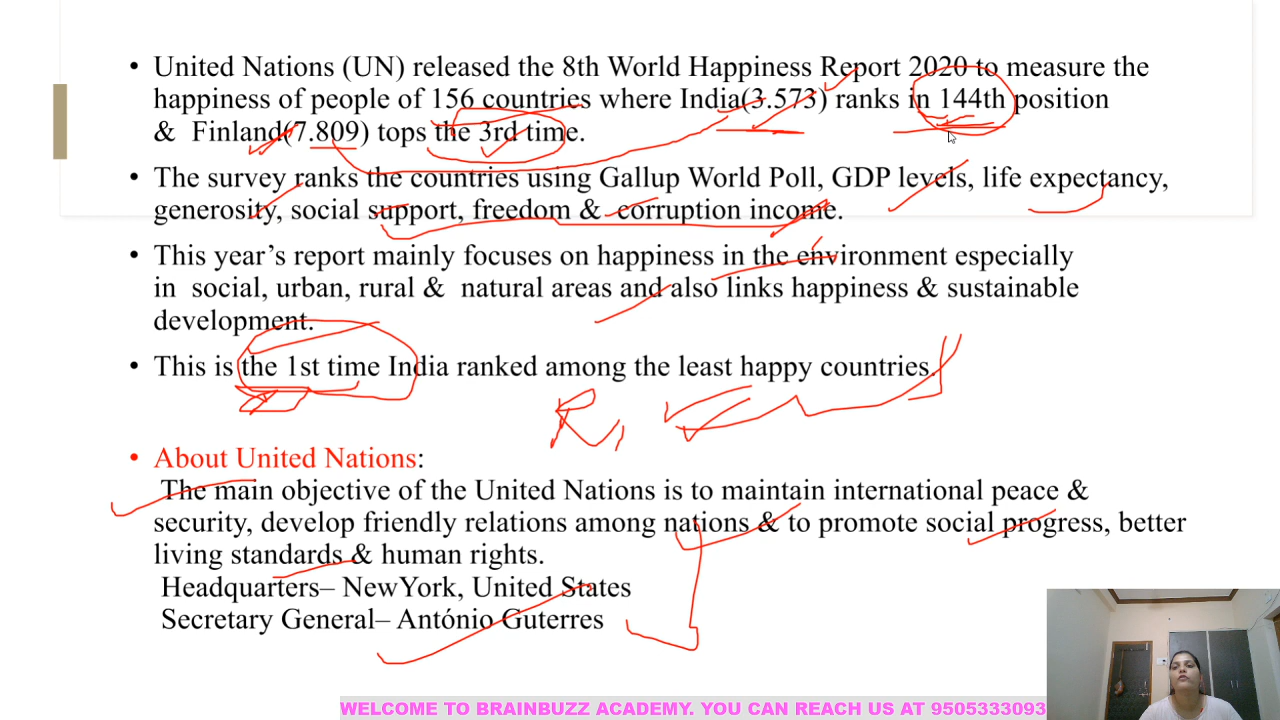 • United Nations (UN) released the 8th World Happiness Report 2020 to measure the
happiness of people of 156 countries where India(3.573) ranks in 144th position
& Finland(7.809) tops the 3rd time.
• The survey ranks the countries using Gallup World Poll, GDP levels, life expectancy,
generosity, social support, freedom & corruption income.
• This year’s report mainly focuses on happiness in the environment especially
in social, urban, rural & natural areas and also links happiness & sustainable
development.
• This is the 1st time India ranked among the least happy countries.
• About United Nations:
The main objective of the United Nations is to maintain international peace &
security, develop friendly relations among nations & to promote social progress, better
living standards & human rights.
Headquarters– NewYork, United States
Secretary General– António Guterres
WELCOME TO BRAINBUZZ ACADEMY. YOU CAN REACH US AT 9505333093